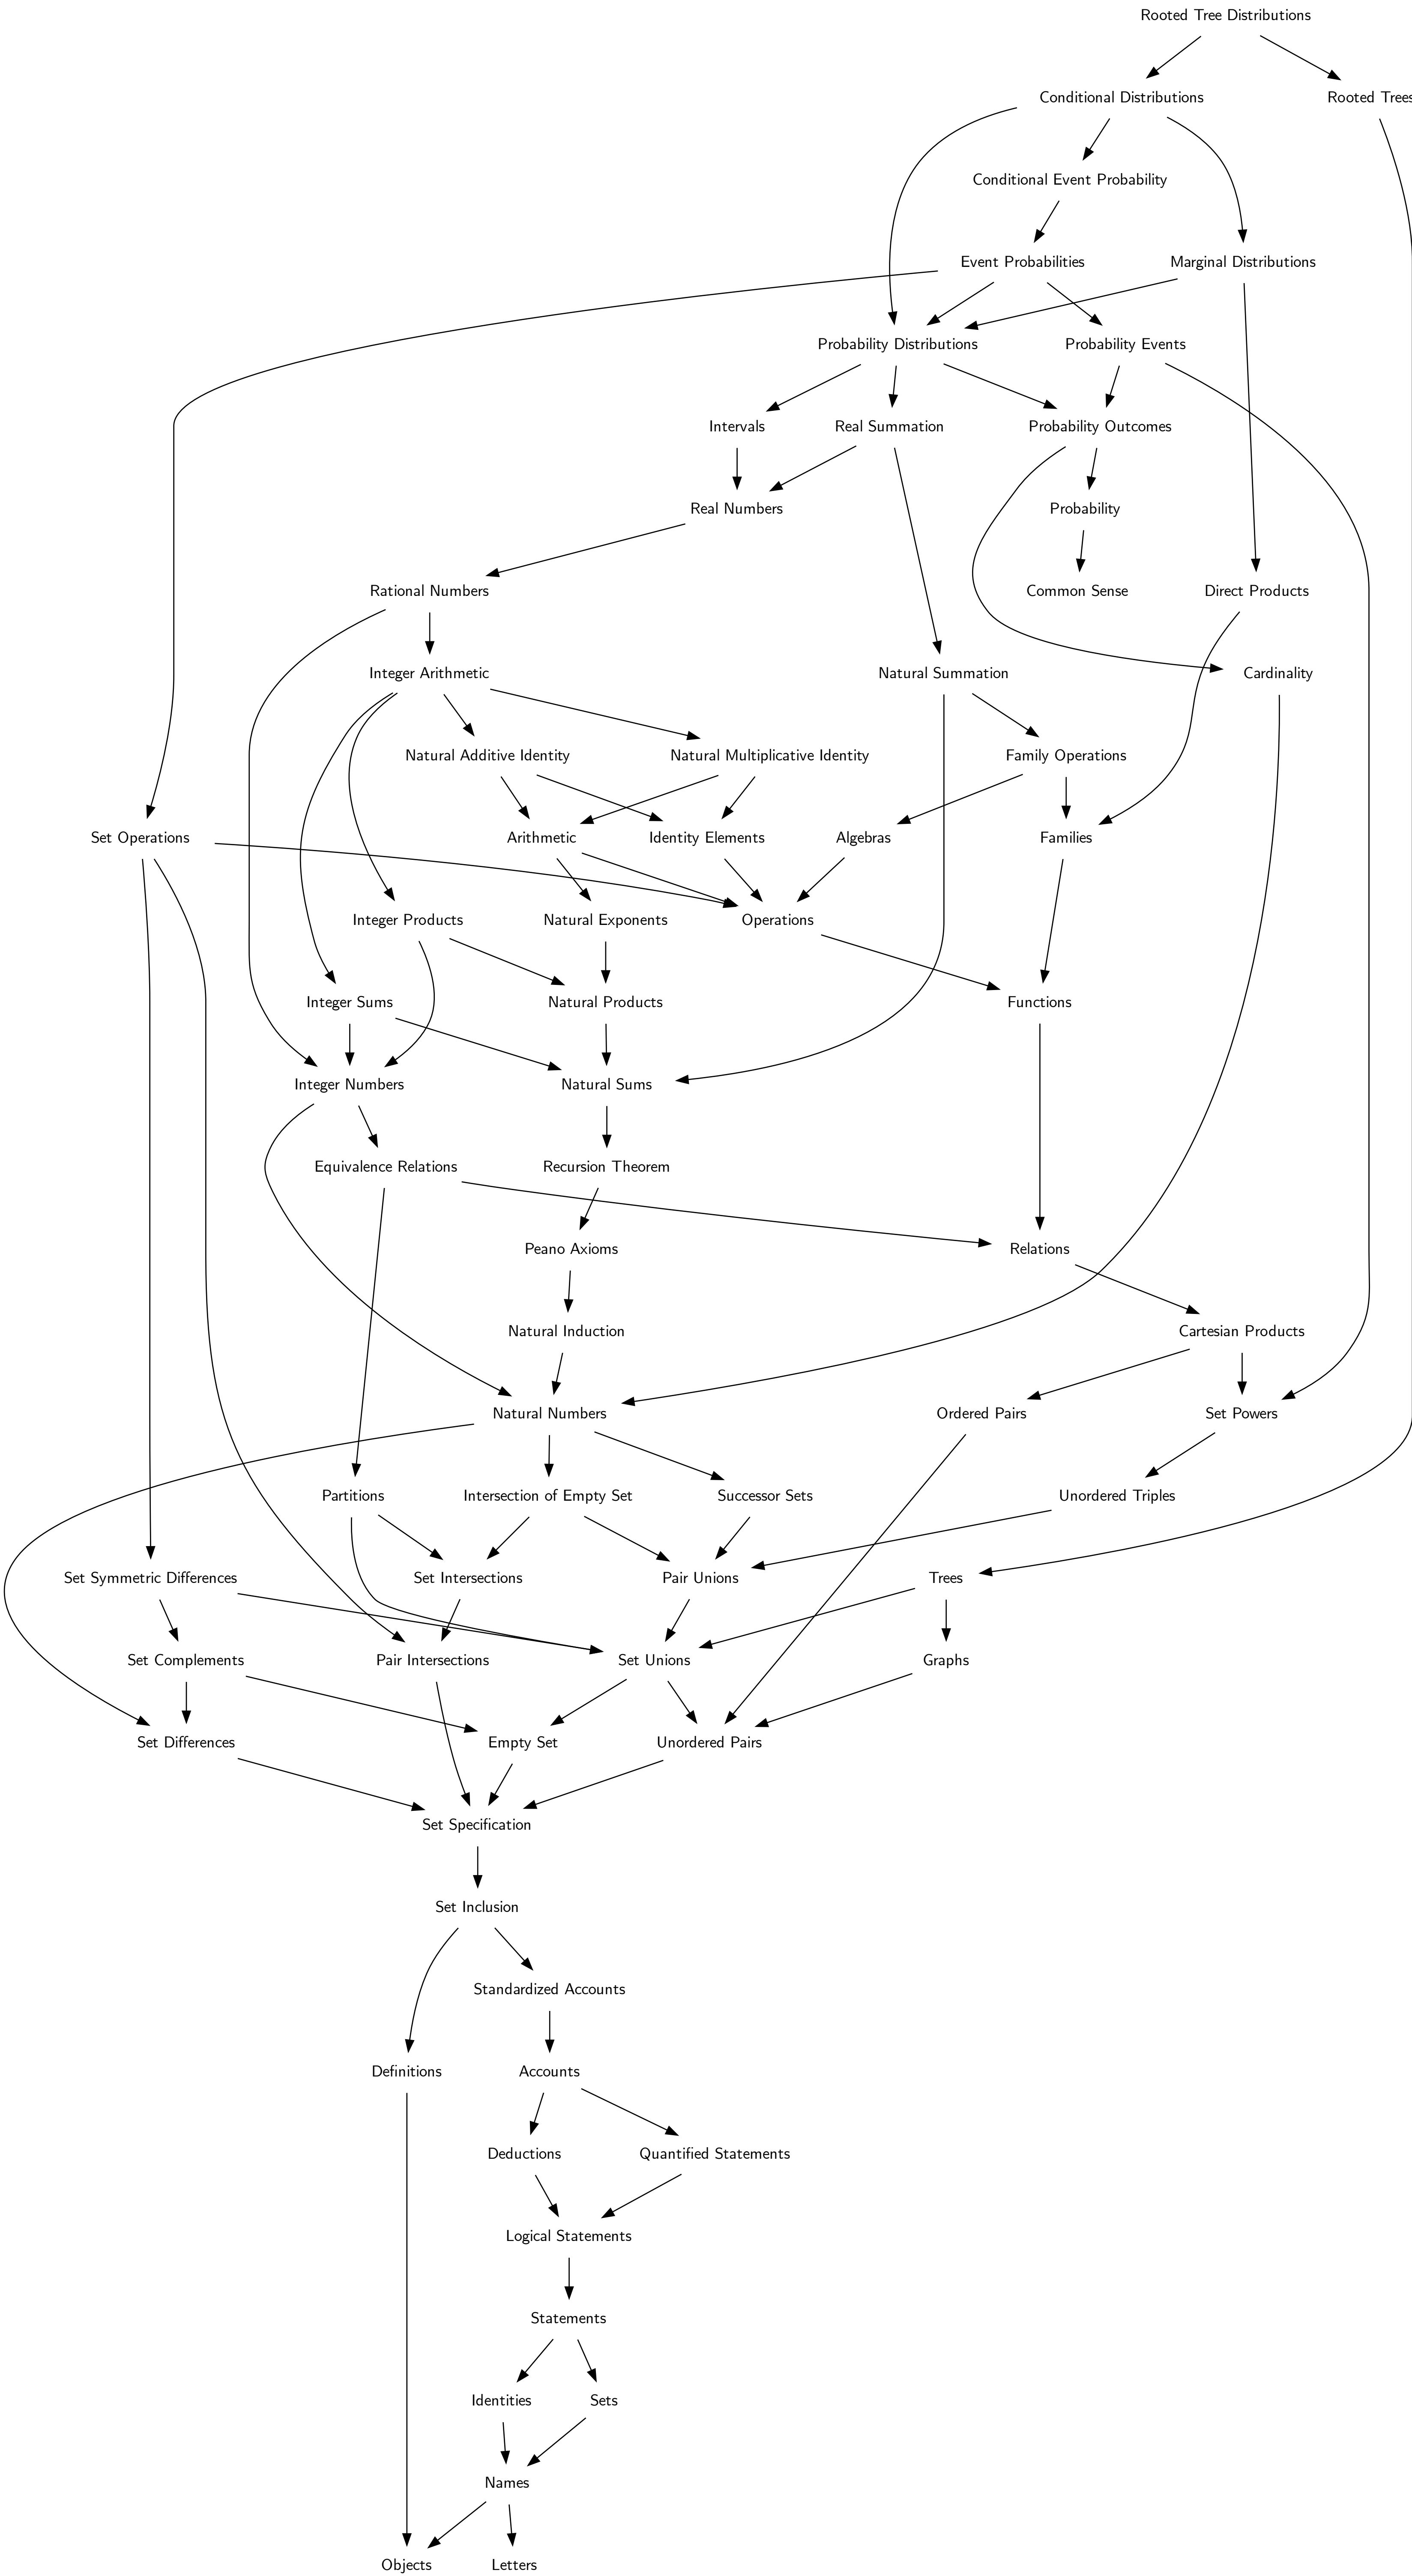 Rooted Tree Distributions
Conditional Distributions
Rooted Trees
Conditional Event Probability
Event Probabilities
Marginal Distributions
Probability Distributions
Probability Events
Intervals
Real Summation
Probability Outcomes
Real Numbers
Probability
Rational Numbers
Common Sense
Direct Products
Integer Arithmetic
Natural Summation
Cardinality
Natural Additive Identity
Natural Multiplicative Identity
Family Operations
Set Operations
Arithmetic
Identity Elements
Algebras
Families
Integer Products
Natural Exponents
Operations
Integer Sums
Natural Products
Functions
Integer Numbers
Natural Sums
Equivalence Relations
Recursion Theorem
Peano Axioms
Relations
Natural Induction
Cartesian Products
Natural Numbers
Ordered Pairs
Set Powers
Partitions
Intersection of Empty Set
Successor Sets
Unordered Triples
Set Symmetric Differences
Set Intersections
Pair Unions
Trees
Set Complements
Pair Intersections
Set Unions
Graphs
Set Differences
Empty Set
Unordered Pairs
Set Specification
Set Inclusion
Standardized Accounts
Definitions
Accounts
Deductions
Quantified Statements
Logical Statements
Statements
Identities
Sets
Names
Objects
Letters